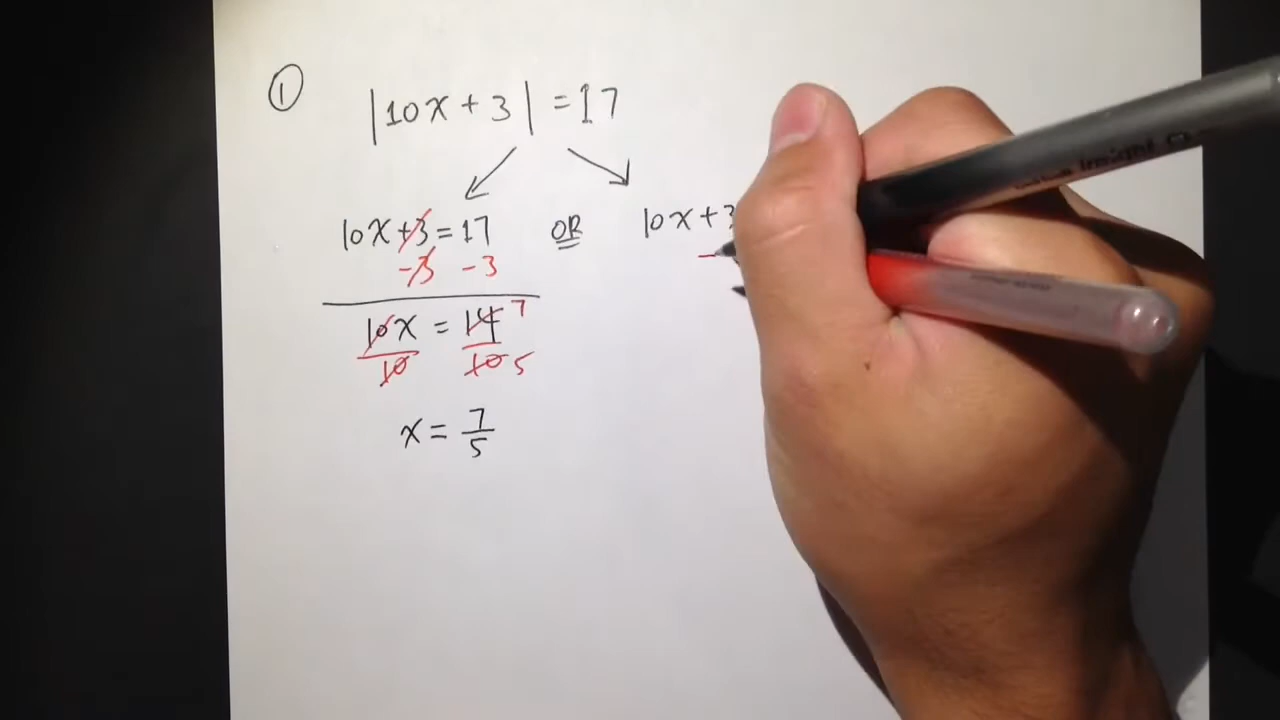 ①
|10x + 3| = 17
10x + 3 = 17 OR 10x + 3
-3 -3 -
10x = 14 7
10 10 5
x = 7/5